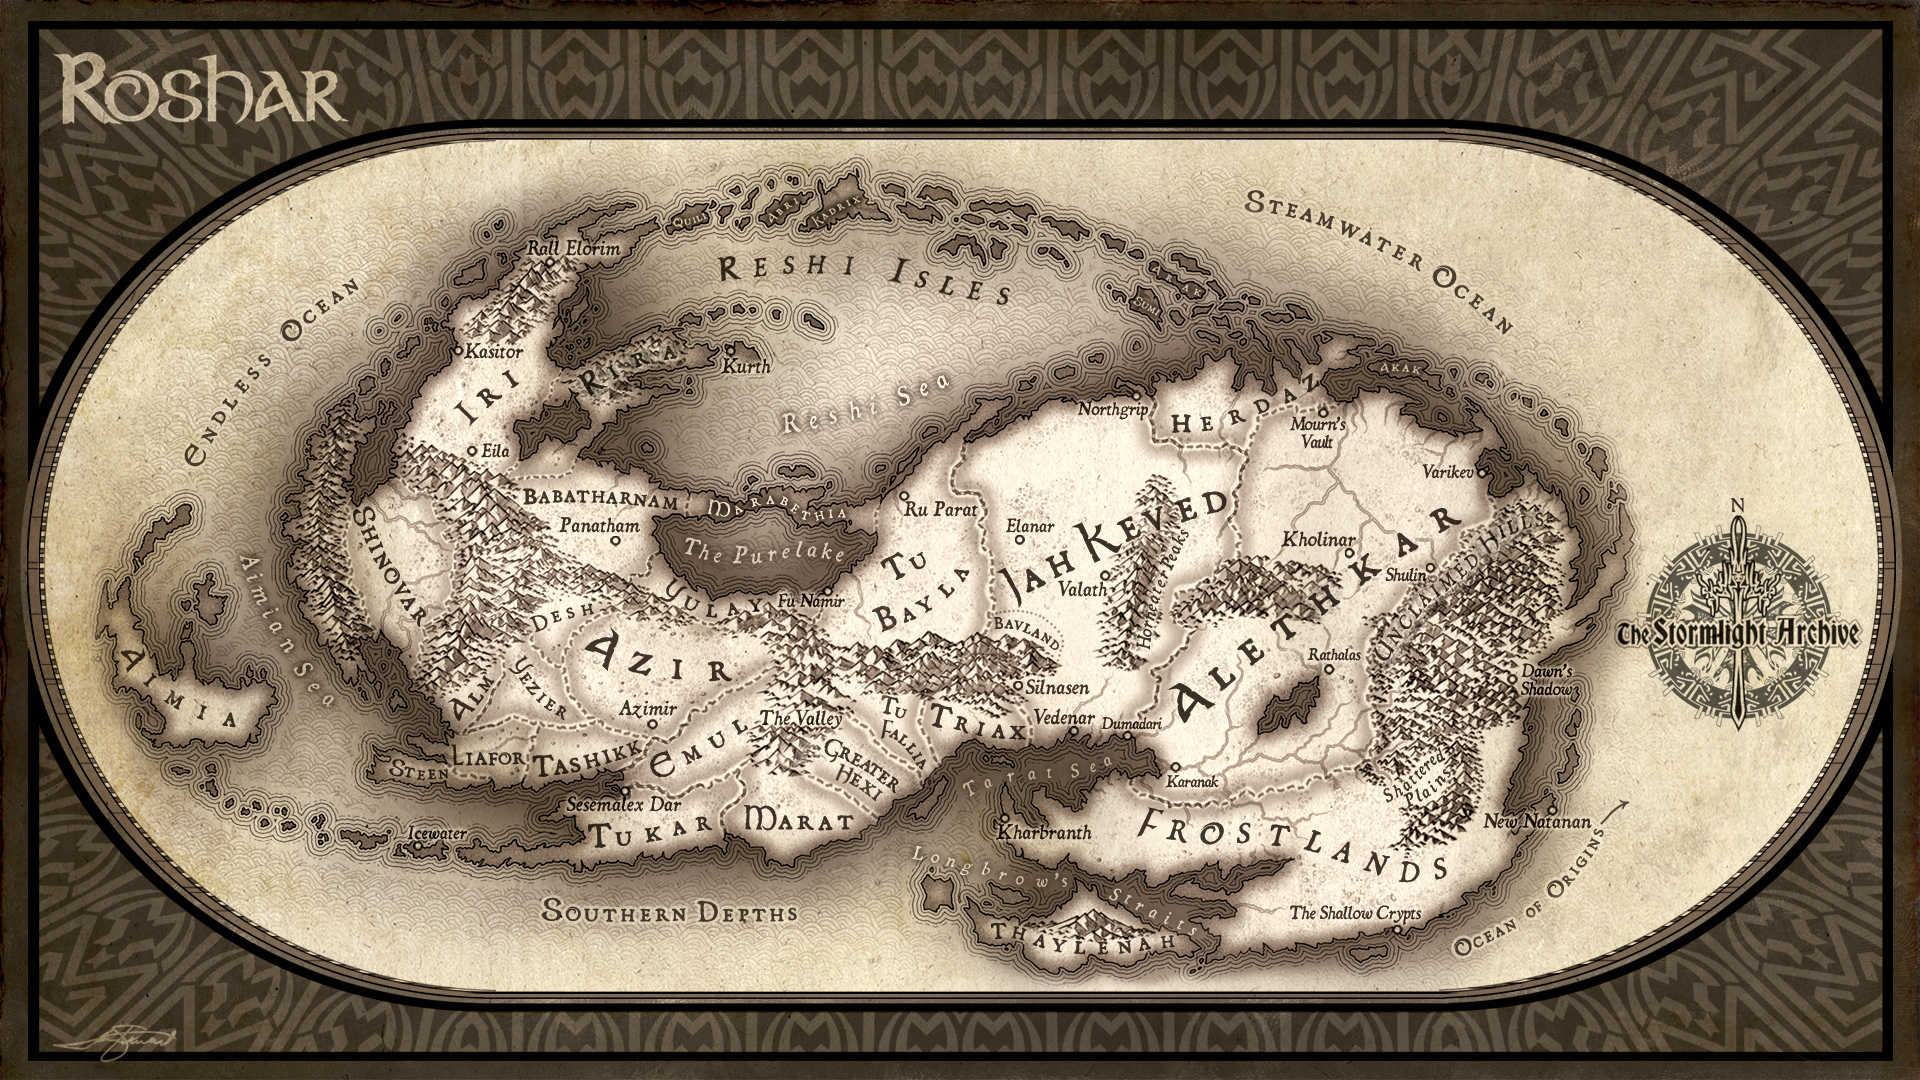 Roshar
Steamwater Ocean
Quili
Abri
Kadrix
Rall Elorim
Reshi Isles
Endless Ocean
Kasitor
Rira
Kurth
Iri
Reshi Sea
Akak
Northgrip
Herdaz
Mourn's
Vault
Eila
Varikev
Babatharnam
Marabethia
Panatham
Ru Parat
Elanar
Jah Keved
Shinovar
The Purelake
Kholinar
Alethkar
Unclaimed Hills
N
Aimian Sea
Tu
Bayla
Valath
Horneater Peaks
Shulin
Desh
Yulay
Fu Namir
Bavland
The Stormlight Archive
Azir
Aimia
Alm
Yezier
Silnasen
Rathalas
Dawn's
Shadow
Azimir
The Valley
Tu
Fallia
Triax
Vedenar
Dumadari
Liafor
Steen
Tashikk
Emul
Greater
Hexi
Tarat Sea
Karanak
Shattered
Plains
Sesemalex Dar
Tukar
Marat
Icewater
Kharbranth
Frostlands
New Natanan
Longbrow's Straits
Southern Depths
Thaylenah
The Shallow Crypts
Ocean of Origins